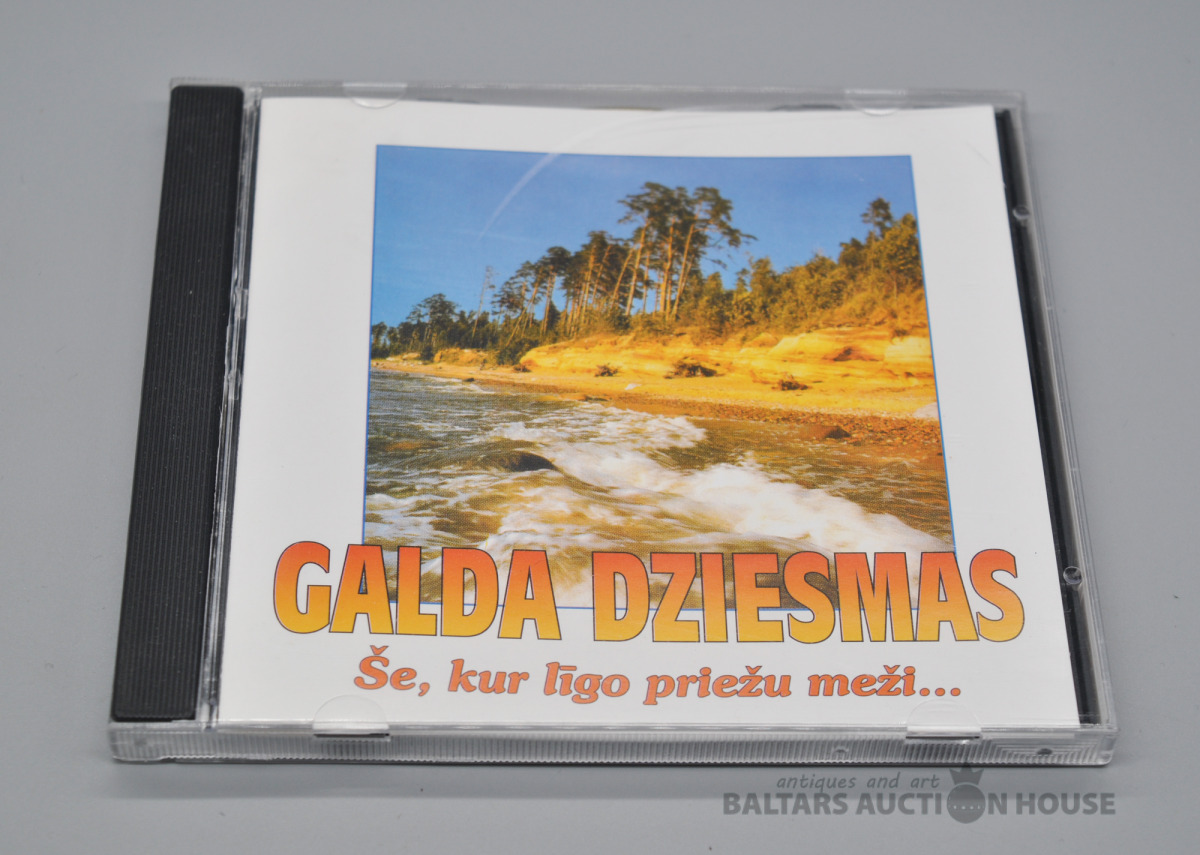 GALDA DZIESMAS
Še, kur līgo priežu meži...
antiques and art
BALTARS AUCTION HOUSE